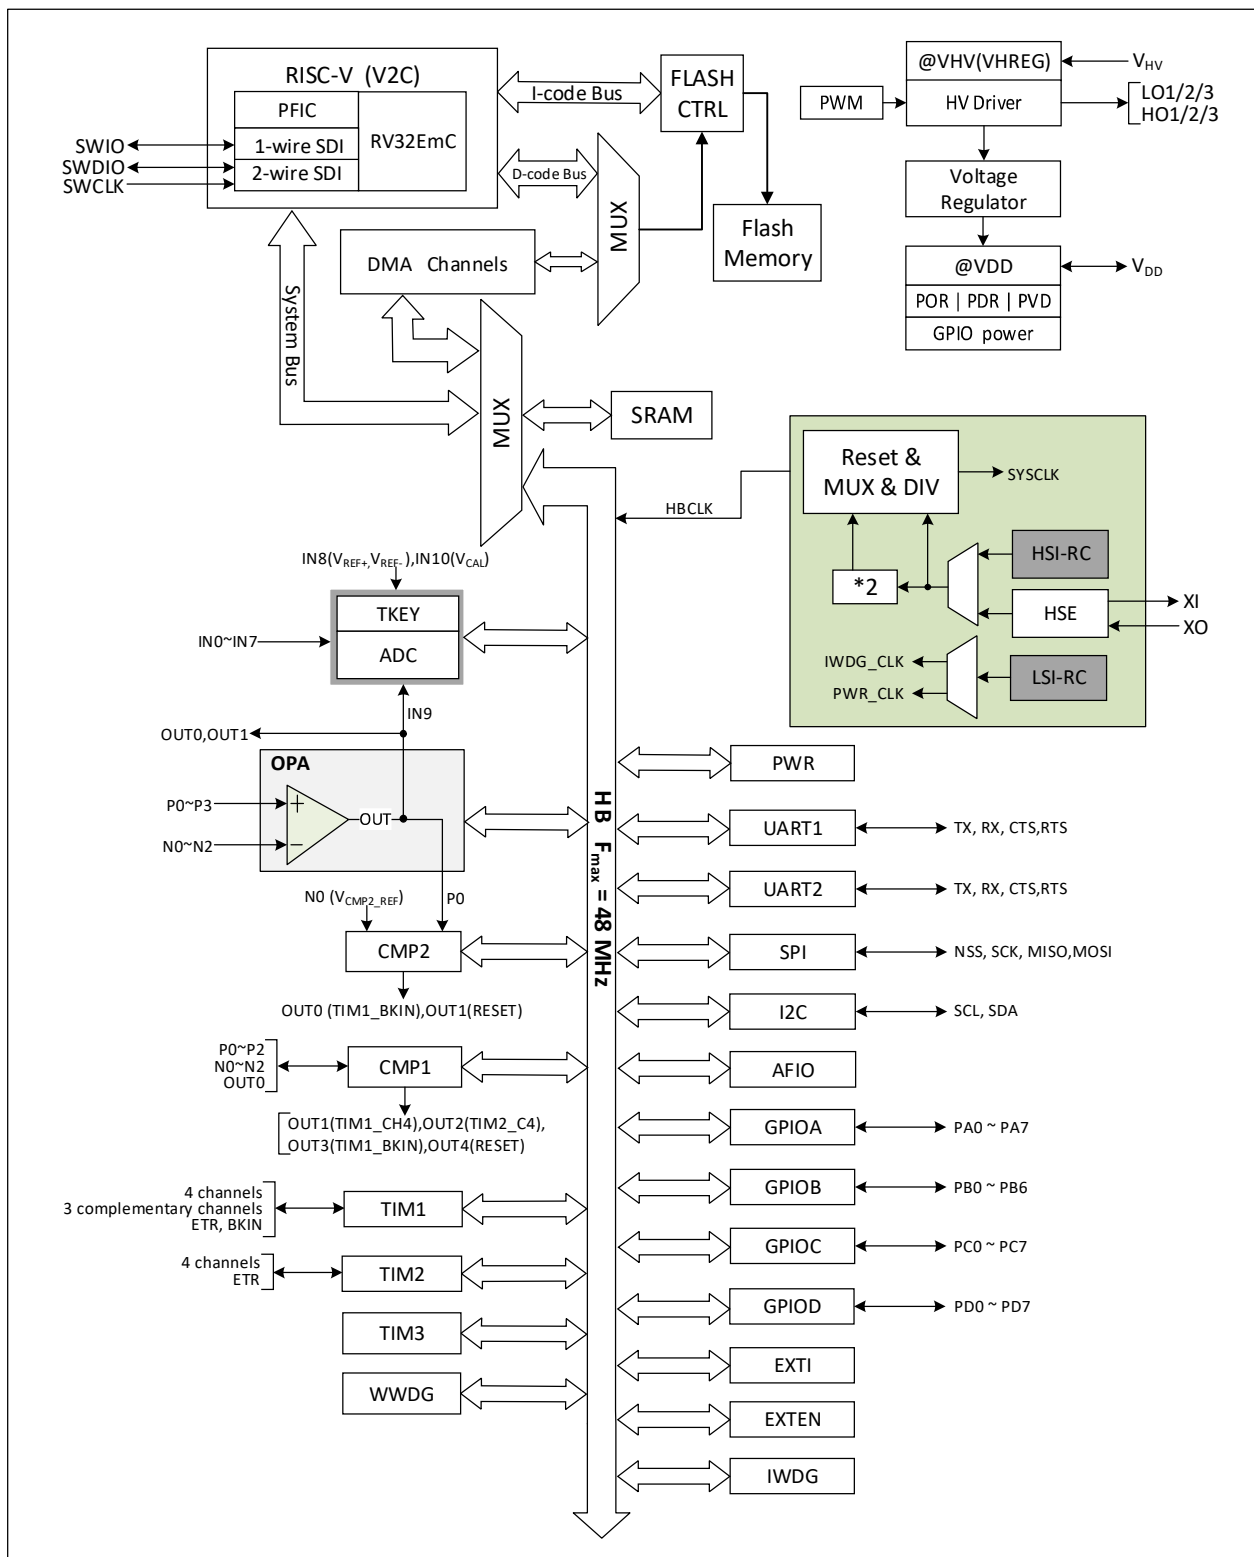 RISC-V (V2C)
PFIC
1-wire SDI
2-wire SDI
RV32EmC
SWIO
SWDIO
SWCLK
I-code Bus
D-code Bus
FLASH
CTRL
MUX
Flash
Memory
DMA Channels
System Bus
MUX
SRAM
@VHV(VHREG)
HV Driver
PWM
VHV
LO1/2/3
HO1/2/3
Voltage
Regulator
@VDD
VDD
POR | PDR | PVD
GPIO power
Reset &
MUX & DIV
SYSCLK
HBCLK
*2
HSI-RC
HSE
XI
XO
IWDG_CLK
PWR_CLK
LSI-RC
IN8(VREF+,VREF-),IN10(VCAL)
TKEY
ADC
IN0~IN7
IN9
OUT0,OUT1
OPA
P0~P3
N0~N2
+
−
OUT
N0 (VCMP2_REF)
P0
CMP2
OUT0 (TIM1_BKIN),OUT1(RESET)
P0~P2
N0~N2
OUT0
CMP1
OUT1(TIM1_CH4),OUT2(TIM2_C4),
OUT3(TIM1_BKIN),OUT4(RESET)
4 channels
3 complementary channels
ETR, BKIN
TIM1
4 channels
ETR
TIM2
TIM3
WWDG
HB Fmax = 48 MHz
PWR
UART1
TX, RX, CTS,RTS
UART2
TX, RX, CTS,RTS
SPI
NSS, SCK, MISO,MOSI
I2C
SCL, SDA
AFIO
GPIOA
PA0 ~ PA7
GPIOB
PB0 ~ PB6
GPIOC
PC0 ~ PC7
GPIOD
PD0 ~ PD7
EXTI
EXTEN
IWDG